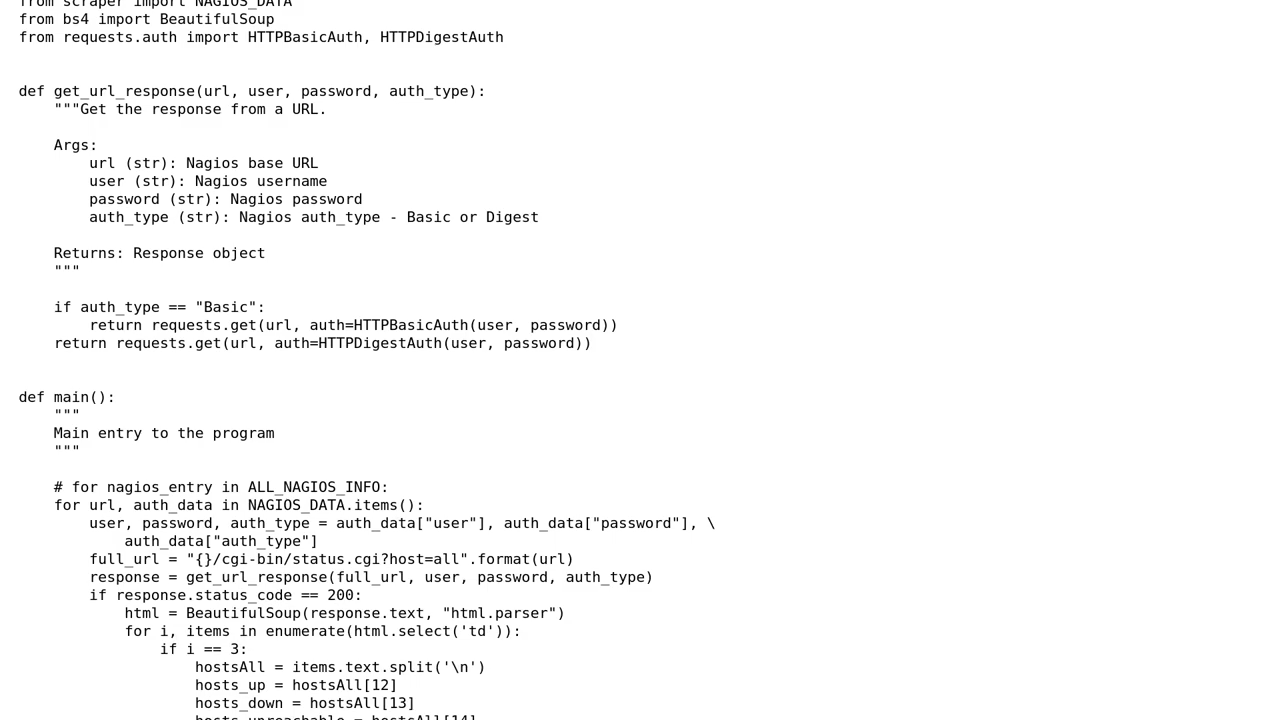 from scraper import NAGIOS_DATA
from bs4 import BeautifulSoup
from requests.auth import HTTPBasicAuth, HTTPDigestAuth


def get_url_response(url, user, password, auth_type):
    """Get the response from a URL.

    Args:
        url (str): Nagios base URL
        user (str): Nagios username
        password (str): Nagios password
        auth_type (str): Nagios auth_type - Basic or Digest

    Returns: Response object
    """

    if auth_type == "Basic":
        return requests.get(url, auth=HTTPBasicAuth(user, password))
    return requests.get(url, auth=HTTPDigestAuth(user, password))


def main():
    """
    Main entry to the program
    """

    # for nagios_entry in ALL_NAGIOS_INFO:
    for url, auth_data in NAGIOS_DATA.items():
        user, password, auth_type = auth_data["user"], auth_data["password"], \
            auth_data["auth_type"]
        full_url = "{}/cgi-bin/status.cgi?host=all".format(url)
        response = get_url_response(full_url, user, password, auth_type)
        if response.status_code == 200:
            html = BeautifulSoup(response.text, "html.parser")
            for i, items in enumerate(html.select('td')):
                if i == 3:
                    hostsAll = items.text.split('\n')
                    hosts_up = hostsAll[12]
                    hosts_down = hostsAll[13]
                    hosts_unreachable = hostsAll[14]